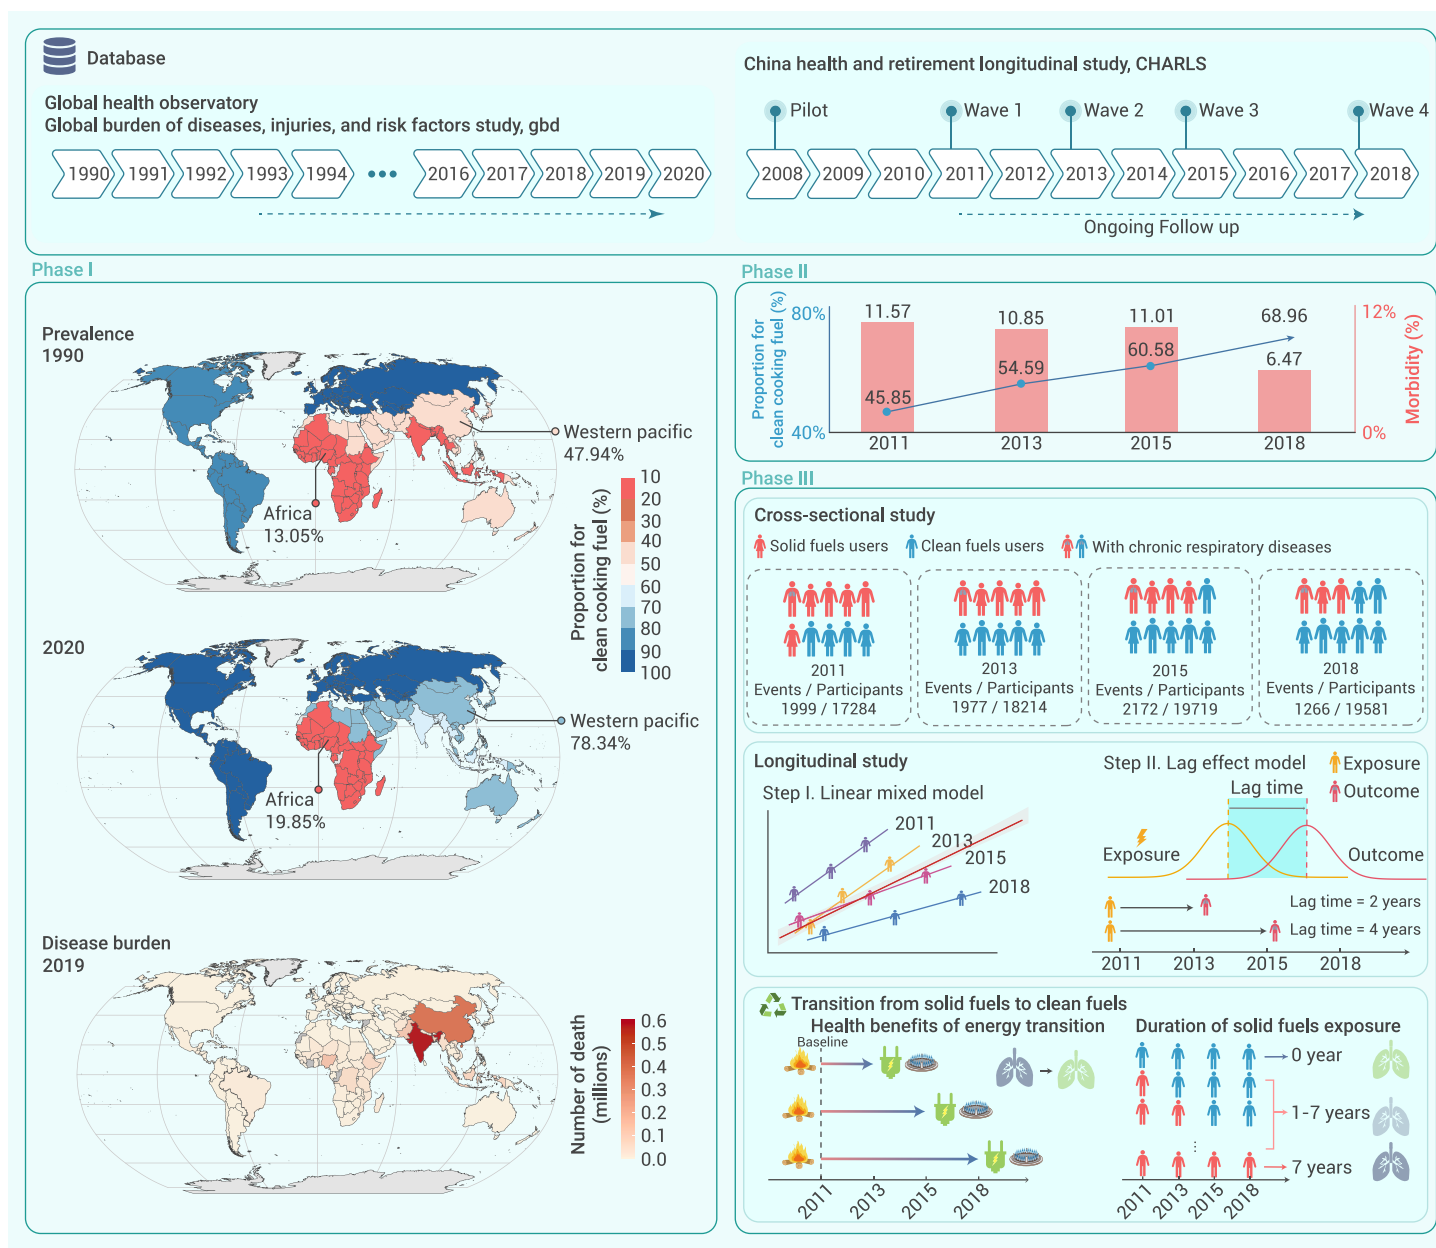 Database
Global health observatory
Global burden of diseases, injuries, and risk factors study, gbd
1990 1991 1992 1993 1994 ••• 2016 2017 2018 2019 2020
China health and retirement longitudinal study, CHARLS
Pilot Wave 1 Wave 2 Wave 3 Wave 4
2008 2009 2010 2011 2012 2013 2014 2015 2016 2017 2018
Ongoing Follow up
Phase I
Prevalence
1990
Western pacific
47.94%
Africa
13.05%
Proportion for
clean cooking fuel (%)
10
20
30
40
50
60
70
80
90
100
2020
Western pacific
78.34%
Africa
19.85%
Disease burden
2019
Number of death
(millions)
0.6
0.5
0.4
0.3
0.2
0.1
0.0
Phase II
Proportion for
clean cooking fuel (%)
80%
40%
11.57 10.85 11.01 68.96
45.85 54.59 60.58 6.47
2011 2013 2015 2018
12%
0%
Morbidity (%)
Phase III
Cross-sectional study
Solid fuels users Clean fuels users With chronic respiratory diseases
2011
Events / Participants
1999 / 17284
2013
Events / Participants
1977 / 18214
2015
Events / Participants
2172 / 19719
2018
Events / Participants
1266 / 19581
Longitudinal study
Step I. Linear mixed model
2011
2013
2015
2018
Step II. Lag effect model
Exposure
Outcome
Lag time
Exposure
Outcome
Lag time = 2 years
Lag time = 4 years
2011 2013 2015 2018
Transition from solid fuels to clean fuels
Health benefits of energy transition
Baseline
2011 2013 2015 2018
Duration of solid fuels exposure
0 year
1-7 years
7 years
2011 2013 2015 2018